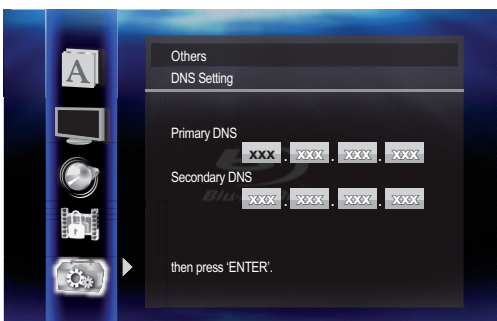 A
Others
DNS Setting
Primary DNS
xxx . xxx . xxx . xxx
Secondary DNS
xxx . xxx . xxx . xxx
then press ‘ENTER’.